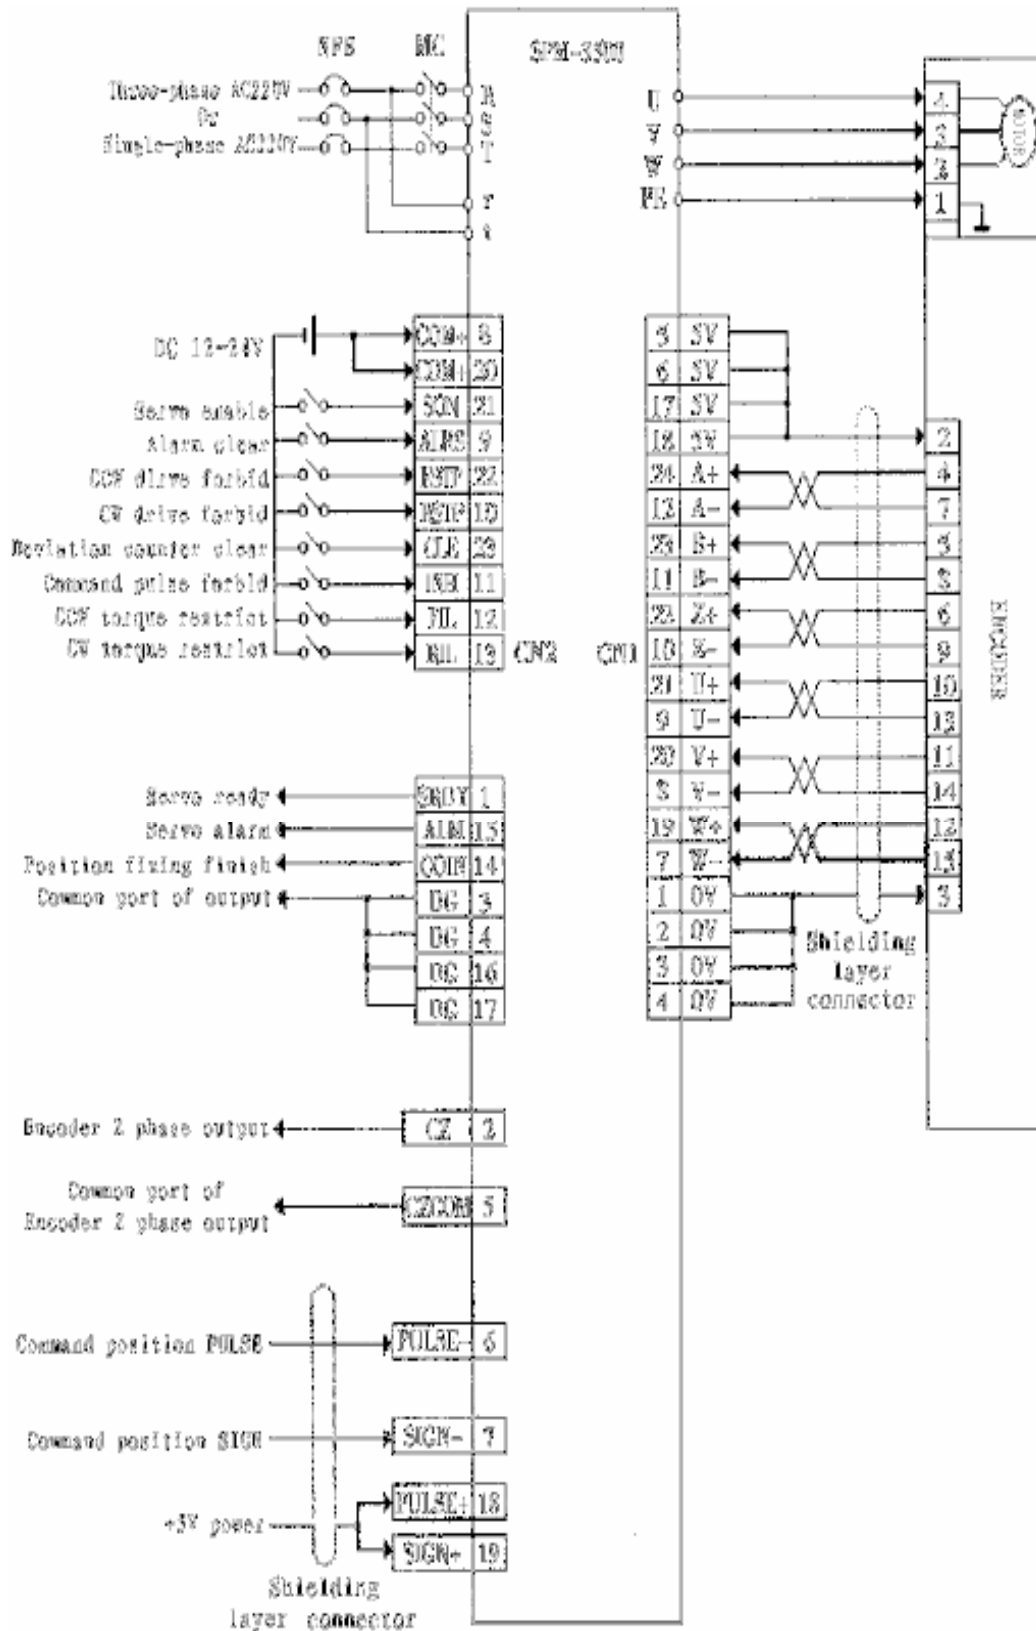 MC
Three-phase AC220V
Or
Single-phase AC220V
T
r
U
V
W
PE
4
3
2
1
MOTOR
DC 12-24V
COM+ 8
COM+ 20
Servo enable
SON 21
Alarm clear
ALRS 9
CCW drive forbid
FSTP 22
CW drive forbid
RSTP 10
Deviation counter clear
CLE 23
Command pulse forbid
INH 11
CCW torque restrict
FIL 12
CW torque restrict
RIL 13
CN2
CN1
5 5V
6 5V
17 5V
18 5V
24 A+
12 A-
23 B+
11 B-
22 Z+
10 Z-
21 U+
9 U-
20 V+
8 V-
19 W+
7 W-
1 0V
2 0V
3 0V
4 0V
2
4
7
5
8
6
9
10
13
11
14
12
15
3
ENCODER
Shielding
layer
connector
Servo ready
SRDY 1
Servo alarm
ALM 15
Position fixing finish
COIN 14
Common port of output
DG 3
DG 4
DG 16
DG 17
Encoder Z phase output
CZ 2
Common port of
Encoder Z phase output
CZCOM 5
Command position PULSE
PULSE- 6
Command position SIGN
SIGN- 7
+5V power
PULSE+ 18
SIGN+ 19
Shielding
layer connector